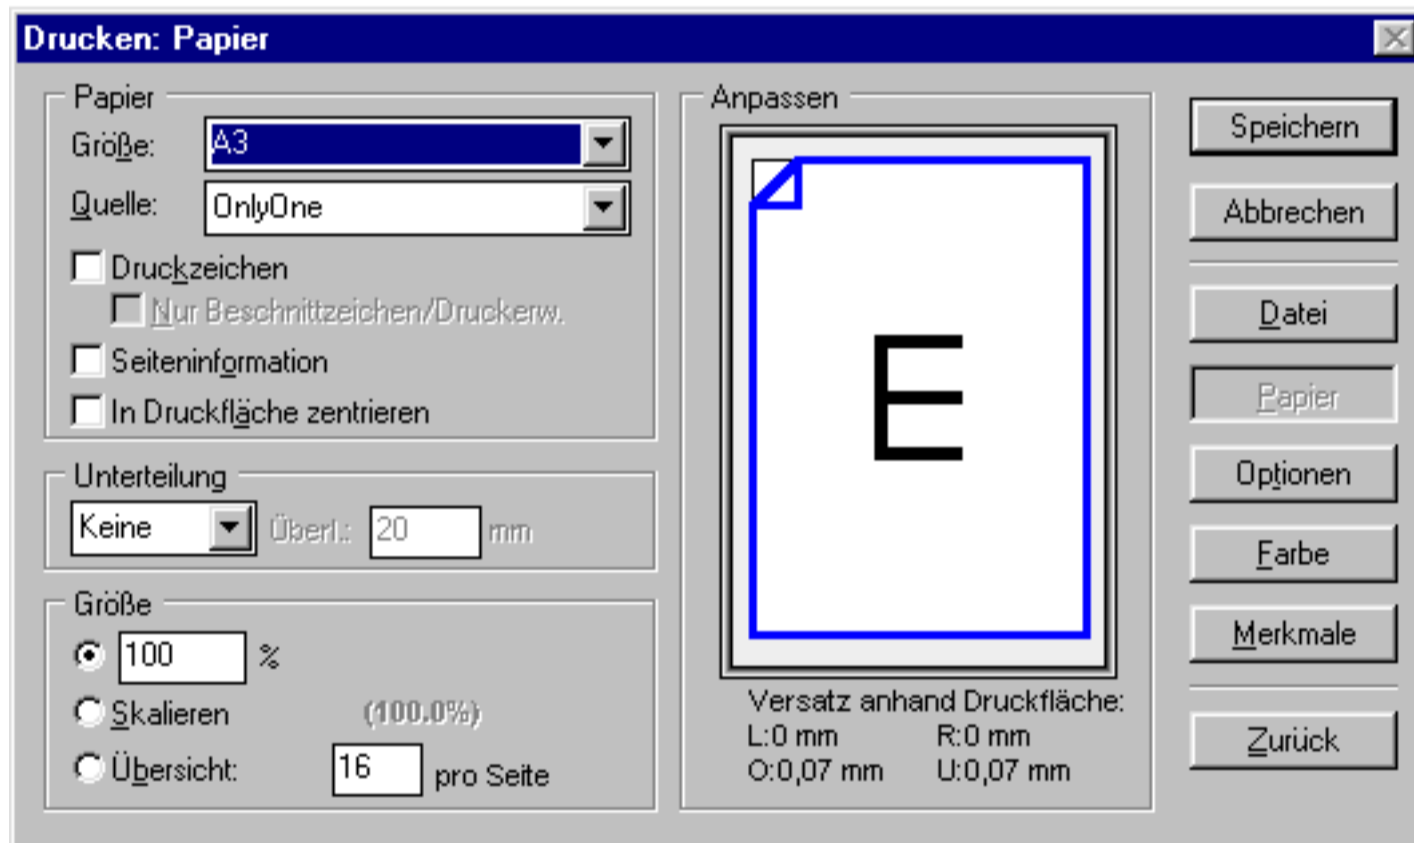 Drucken: Papier
Papier
Größe: A3
Quelle: OnlyOne
Druckzeichen
Nur Beschnittzeichen/Druckerw.
Seiteninformation
In Druckfläche zentrieren
Unterteilung
Keine Überl.: 20 mm
Größe
100 %
Skalieren (100.0%)
Übersicht: 16 pro Seite
Anpassen
E
Versatz anhand Druckfläche:
L:0 mm R:0 mm
O:0,07 mm U:0,07 mm
Speichern
Abbrechen
Datei
Papier
Optionen
Farbe
Merkmale
Zurück